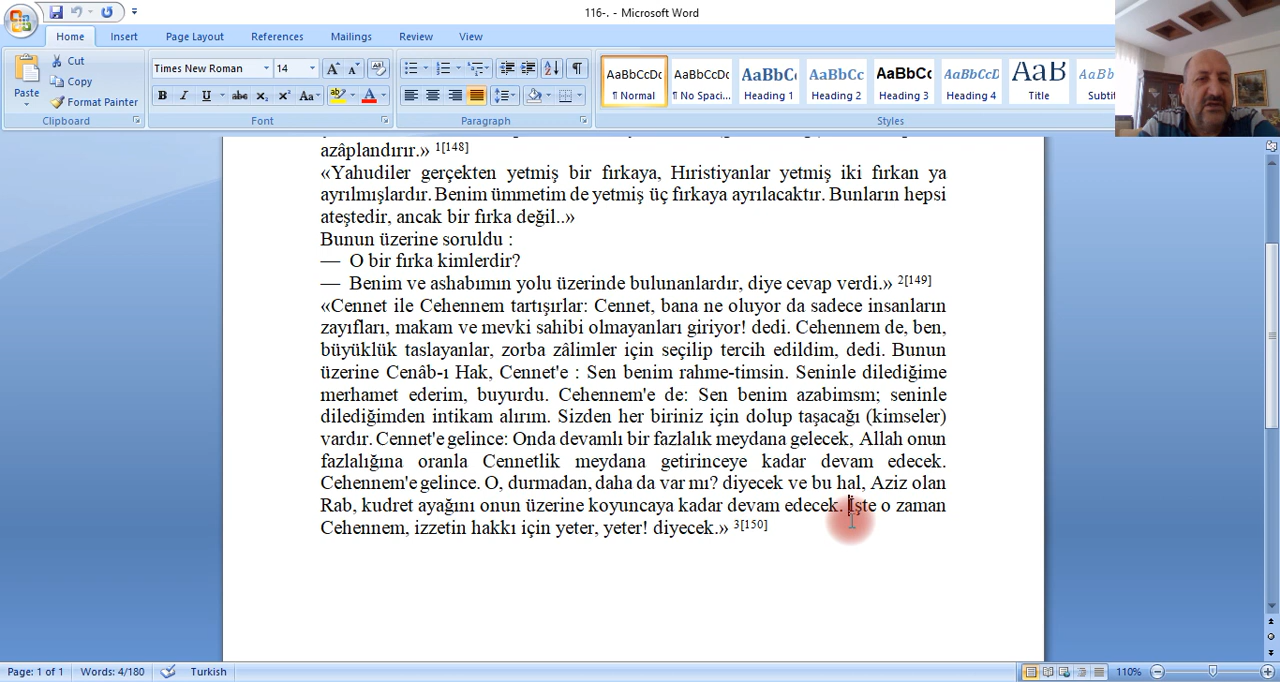 116-. - Microsoft Word
Home Insert Page Layout References Mailings Review View
Paste
Cut
Copy
Format Painter
Clipboard
Times New Roman 14
Font
Paragraph
AaBbCcDc AaBbCcDc AaBbC AaBbCc AaBbCc AaBbCcD AaB AaBb
¶ Normal ¶ No Spaci... Heading 1 Heading 2 Heading 3 Heading 4 Title Subtit
Styles
azâplandırır.» 1[148]
«Yahudiler gerçekten yetmiş bir fırkaya, Hıristiyanlar yetmiş iki fırkan ya
ayrılmışlardır. Benim ümmetim de yetmiş üç fırkaya ayrılacaktır. Bunların hepsi
ateştedir, ancak bir fırka değil..»
Bunun üzerine soruldu :
— O bir fırka kimlerdir?
— Benim ve ashabımın yolu üzerinde bulunanlardır, diye cevap verdi.» 2[149]
«Cennet ile Cehennem tartışırlar: Cennet, bana ne oluyor da sadece insanların
zayıfları, makam ve mevki sahibi olmayanları giriyor! dedi. Cehennem de, ben,
büyüklük taslayanlar, zorba zâlimler için seçilip tercih edildim, dedi. Bunun
üzerine Cenâb-ı Hak, Cennet'e : Sen benim rahme-timsin. Seninle dilediğime
merhamet ederim, buyurdu. Cehennem'e de: Sen benim azabimsm; seninle
dilediğimden intikam alırım. Sizden her biriniz için dolup taşacağı (kimseler)
vardır. Cennet'e gelince: Onda devamlı bir fazlalık meydana gelecek, Allah onun
fazlalığına oranla Cennetlik meydana getirinceye kadar devam edecek.
Cehennem'e gelince. O, durmadan, daha da var mı? diyecek ve bu hal, Aziz olan
Rab, kudret ayağını onun üzerine koyuncaya kadar devam edecek. İşte o zaman
Cehennem, izzetin hakkı için yeter, yeter! diyecek.» 3[150]
Page: 1 of 1 Words: 4/180 Turkish 110%